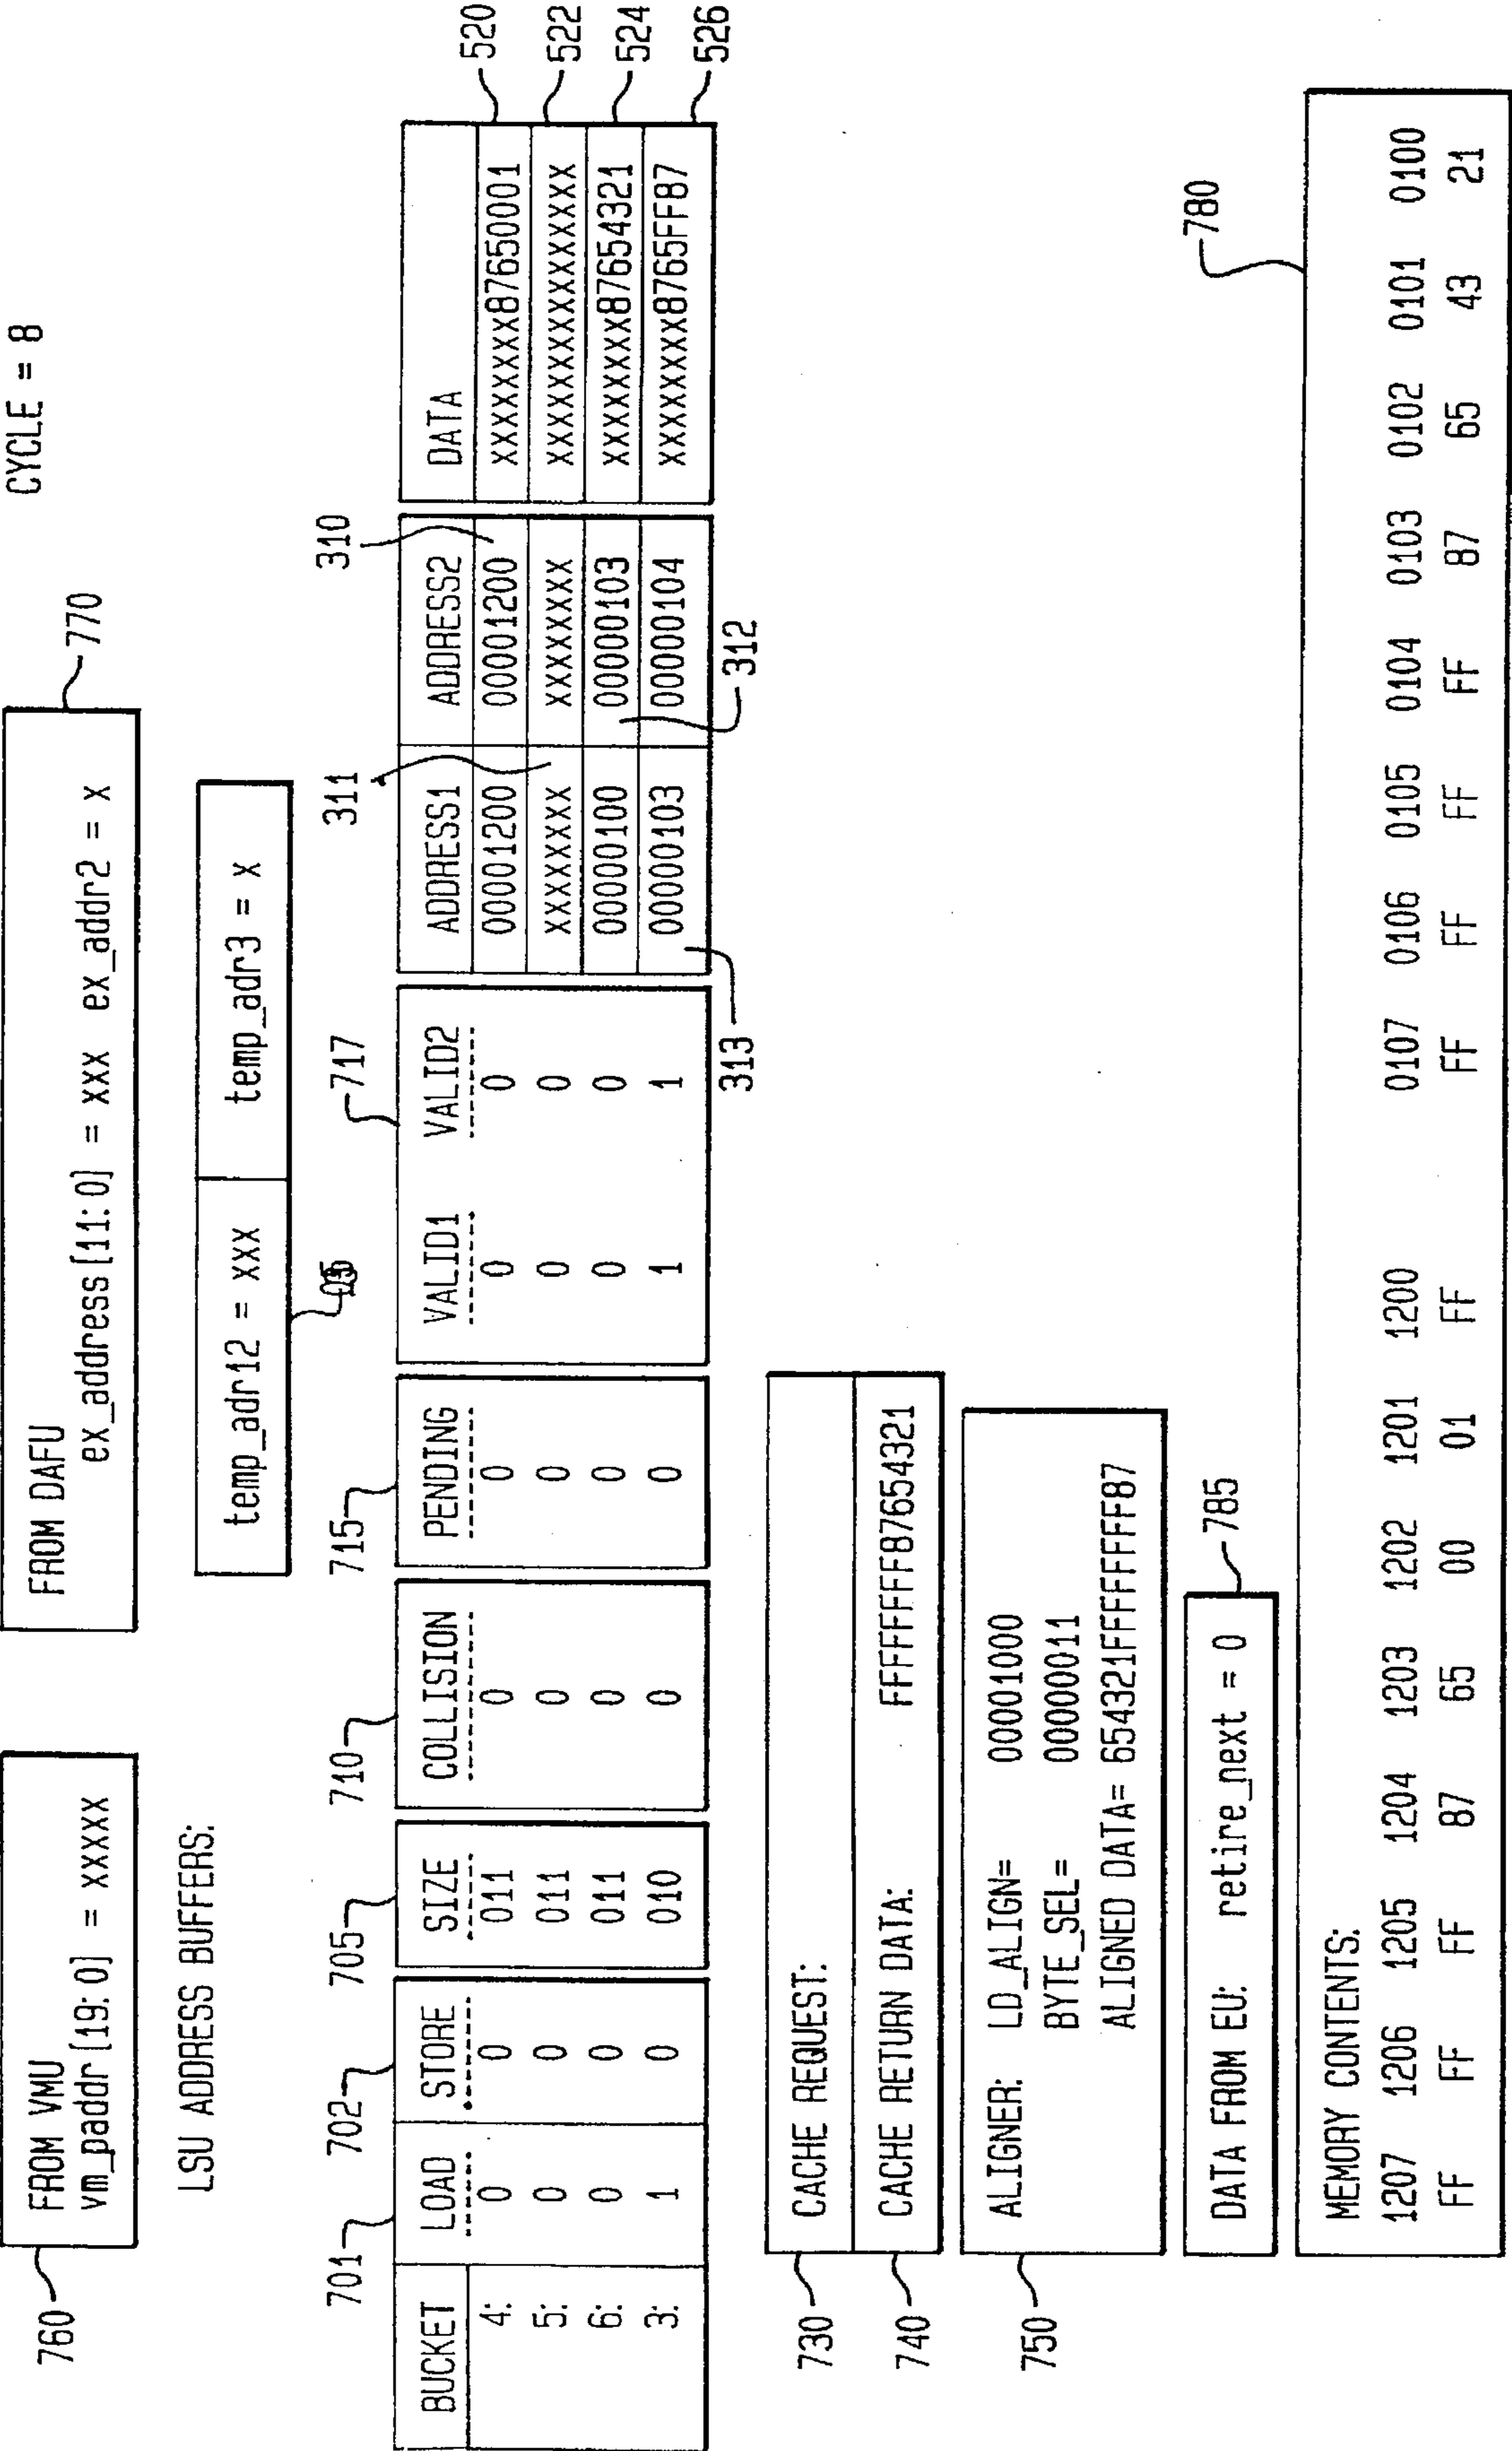 CYCLE = 8
760
FROM VMU
vm_paddr [19:0] = XXXXX
FROM DAFU
ex_address [11:0] = XXX ex_addr2 = X
770
LSU ADDRESS BUFFERS:
temp_adr12 = XXX
temp_adr3 = X
701
702
705
710
715
717
311
310
BUCKET LOAD STORE SIZE COLLISION PENDING VALID1 VALID2 ADDRESS1 ADDRESS2 DATA
4: 0 0 011 0 0 0 0 00001200 00001200 XXXXXXXX87650001 520
5: 0 0 011 0 0 0 0 XXXXXXXX XXXXXXXX XXXXXXXXXXXXXXXX 522
6: 0 0 011 0 0 0 0 00000100 00000103 XXXXXXXX87654321 524
3: 1 0 010 0 0 1 1 00000103 00000104 XXXXXXXX8765FF87 526
313
312
730
CACHE REQUEST:
740
CACHE RETURN DATA: FFFFFFFF87654321
750
ALIGNER: LD_ALIGN= 00001000
BYTE_SEL= 00000011
ALIGNED DATA= 654321FFFFFFFF87
DATA FROM EU: retire_next = 0
785
780
MEMORY CONTENTS:
1207 1206 1205 1204 1203 1202 1201 1200 0107 0106 0105 0104 0103 0102 0101 0100
FF FF FF 87 65 00 01 FF FF FF FF FF 87 65 43 21